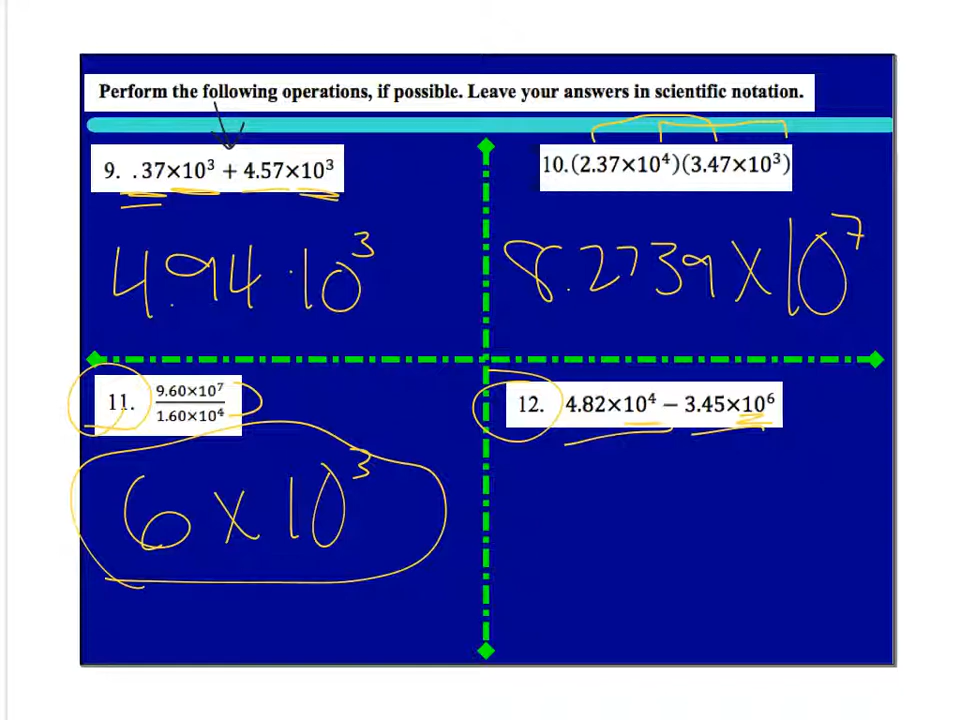 Perform the following operations, if possible. Leave your answers in scientific notation.
9. .37×10³ + 4.57×10³
4.94 · 10³
10. (2.37×10⁴)(3.47×10³)
8.2239 × 10⁷
11. 9.60×10⁷
1.60×10⁴
6 × 10³
12. 4.82×10⁴ − 3.45×10⁶